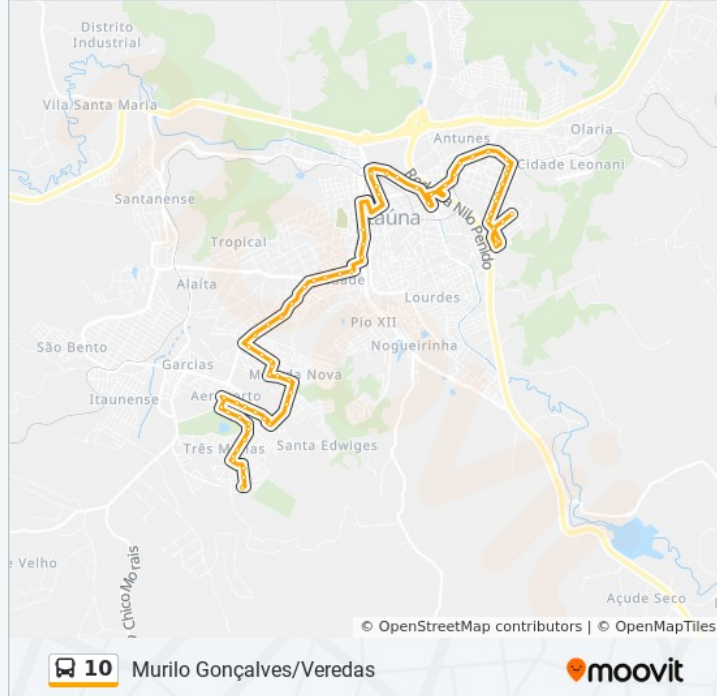 Distrito
Industrial
Vila Santa Maria
Antunes
Olaria
Cidade Leonani
Santanense
Nilo Penido
Tropical
Alaíta
Lourdes
Pio XII
São Bento
Nogueirinha
Garcias
Nova
Itaunense
Três
Santa Edwiges
Velho
Chico Morais
Açude Seco
© OpenStreetMap contributors | © OpenMapTiles
10 Murilo Gonçalves/Veredas
moovit